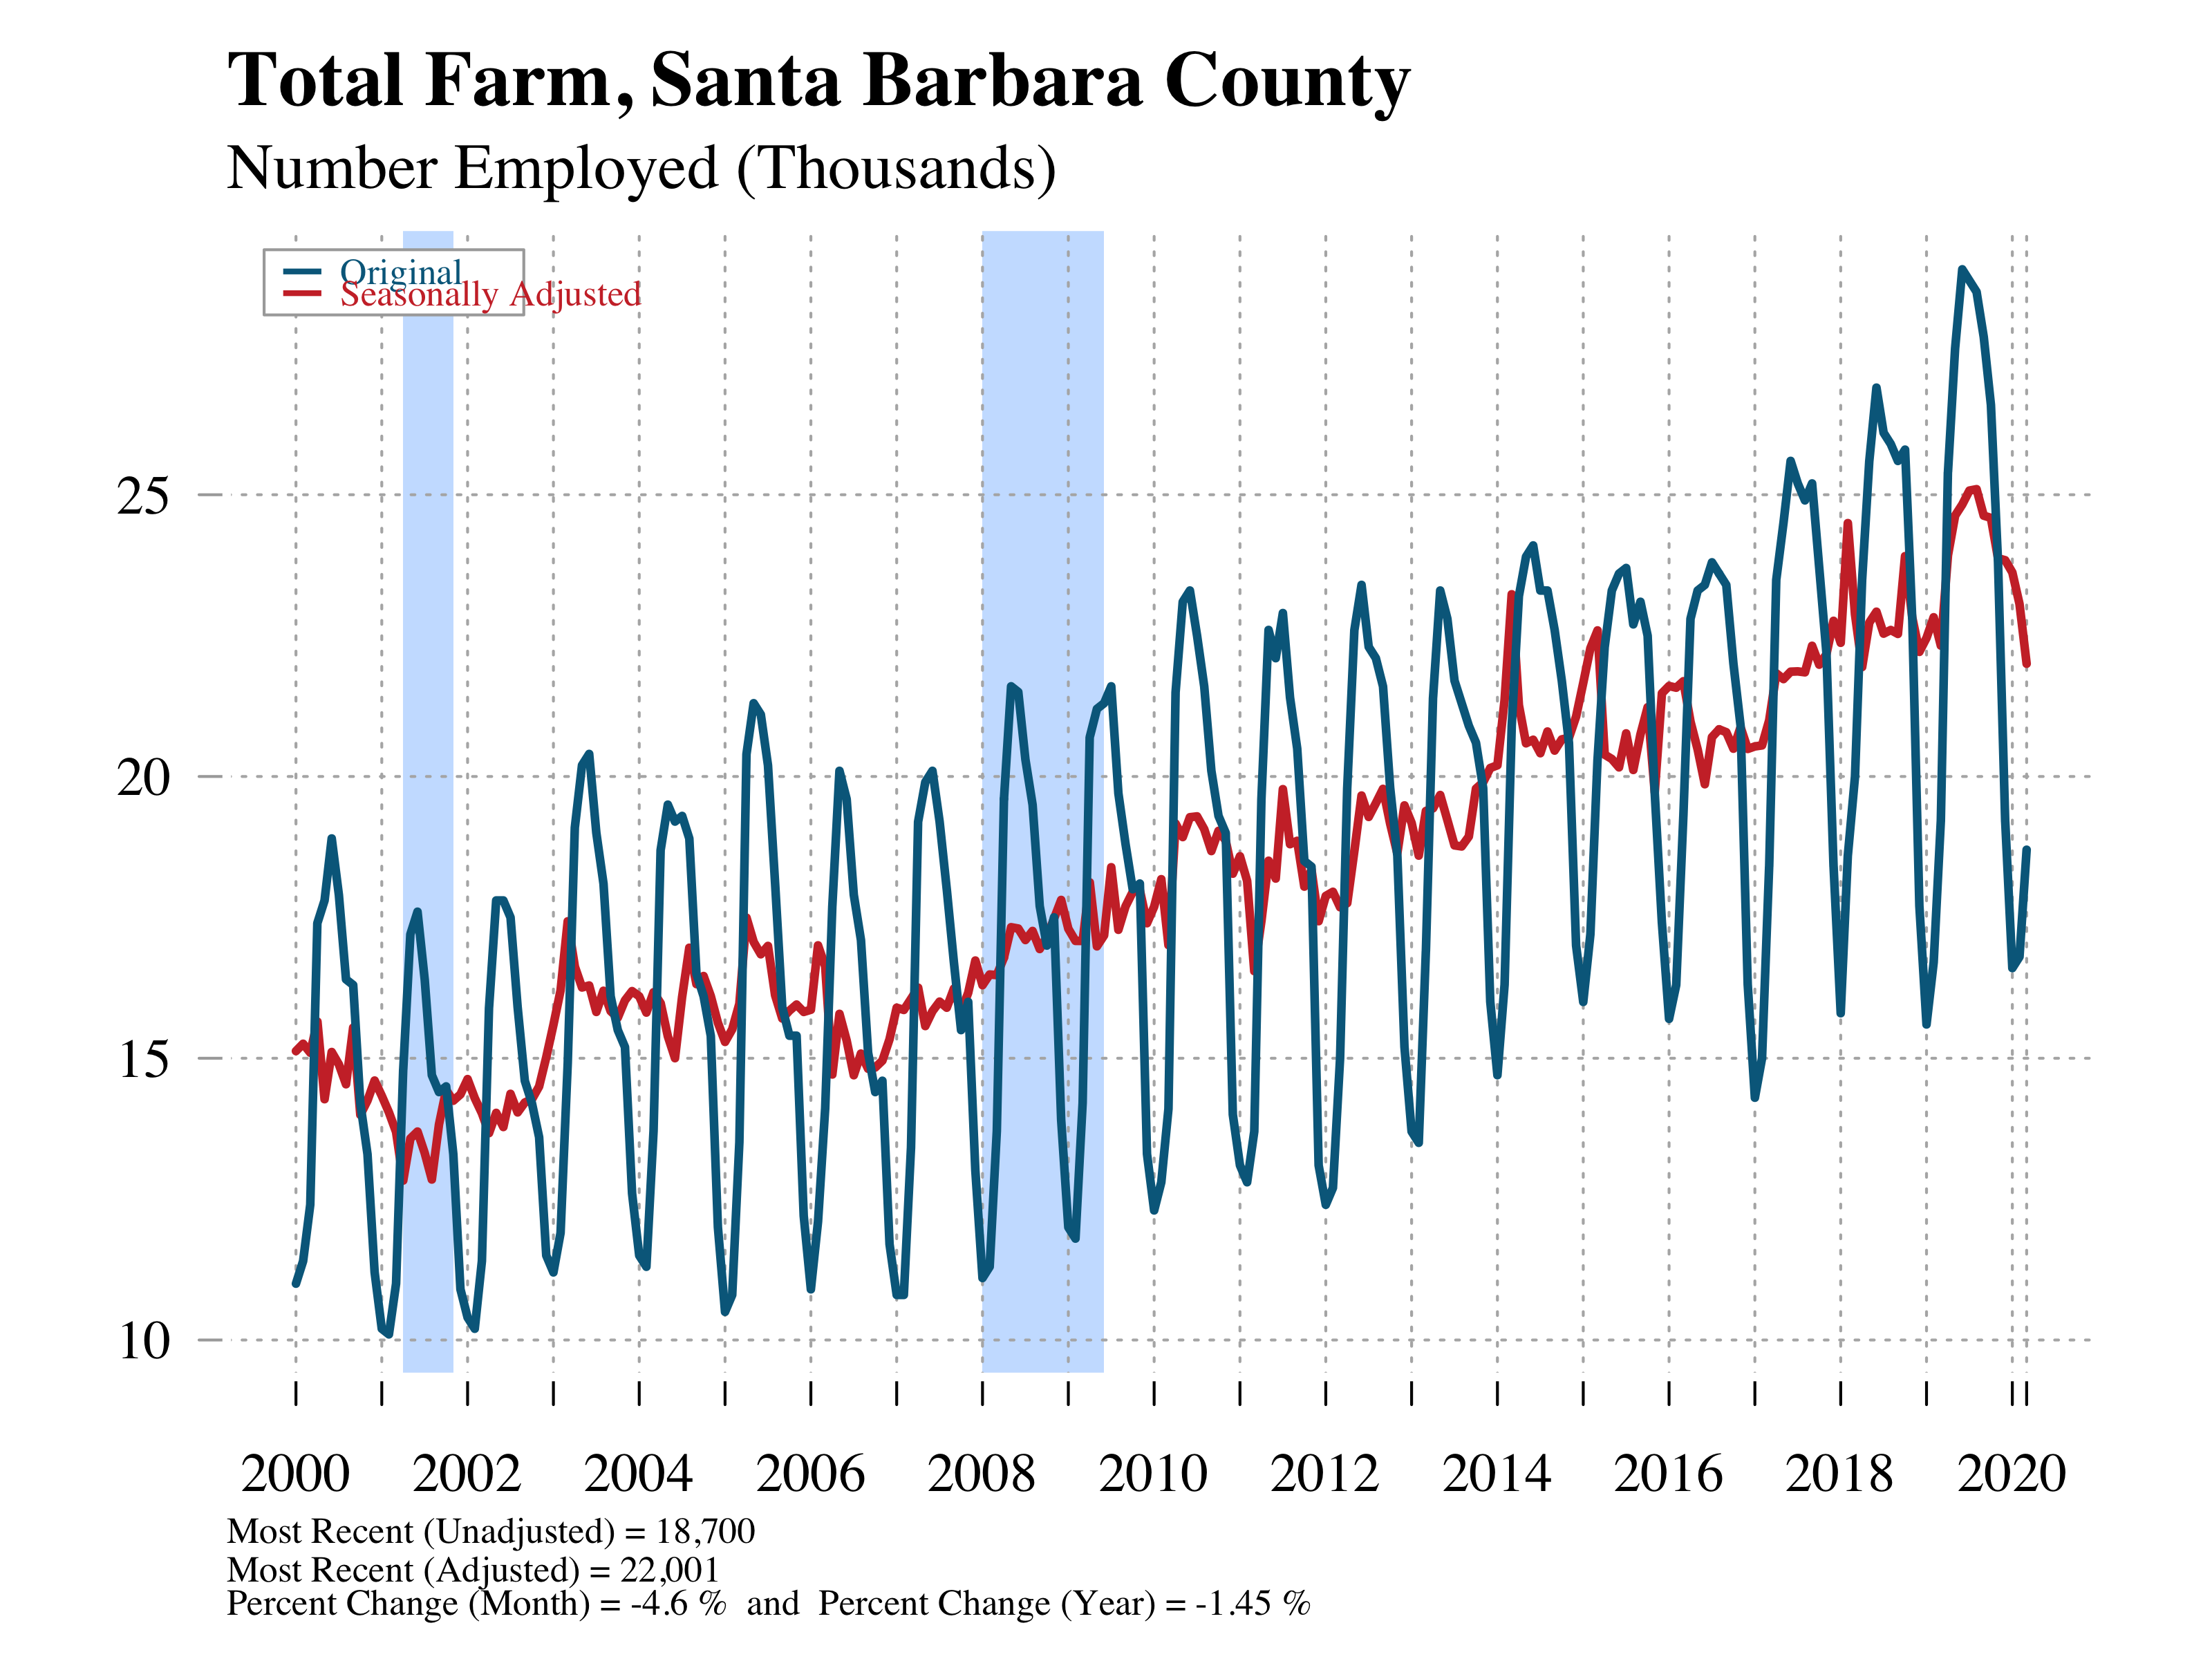 Total Farm, Santa Barbara County
Number Employed (Thousands)
Original
Seasonally Adjusted
25
20
15
10
2000 2002 2004 2006 2008 2010 2012 2014 2016 2018 2020
Most Recent (Unadjusted) = 18,700
Most Recent (Adjusted) = 22,001
Percent Change (Month) = -4.6 % and Percent Change (Year) = -1.45 %